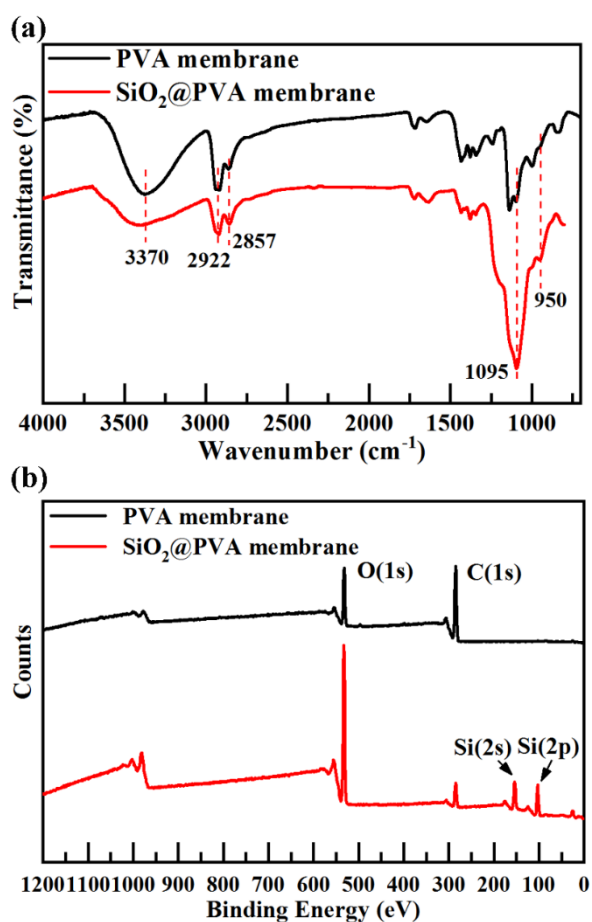 (a)
PVA membrane
SiO2@PVA membrane
Transmittance (%)
3370
2922
2857
1095
950
4000 3500 3000 2500 2000 1500 1000
Wavenumber (cm-1)
(b)
PVA membrane
SiO2@PVA membrane
O(1s)
C(1s)
Si(2s)
Si(2p)
Counts
1200 1100 1000 900 800 700 600 500 400 300 200 100 0
Binding Energy (eV)